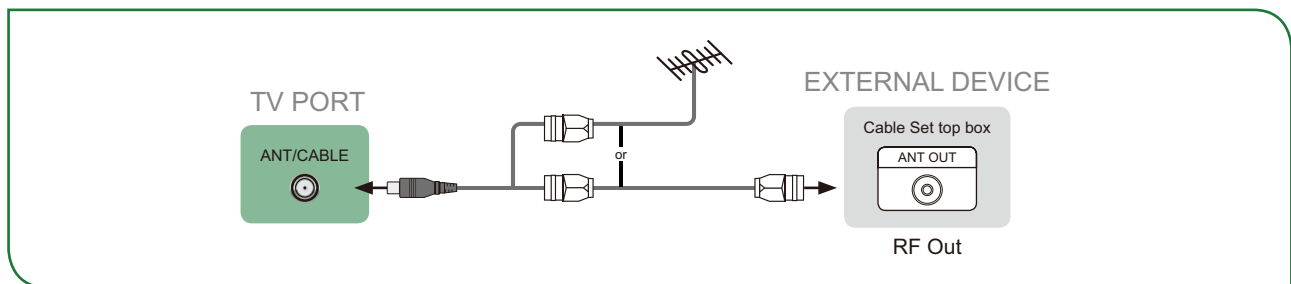 TV PORT
ANT/CABLE
or
EXTERNAL DEVICE
Cable Set top box
ANT OUT
RF Out